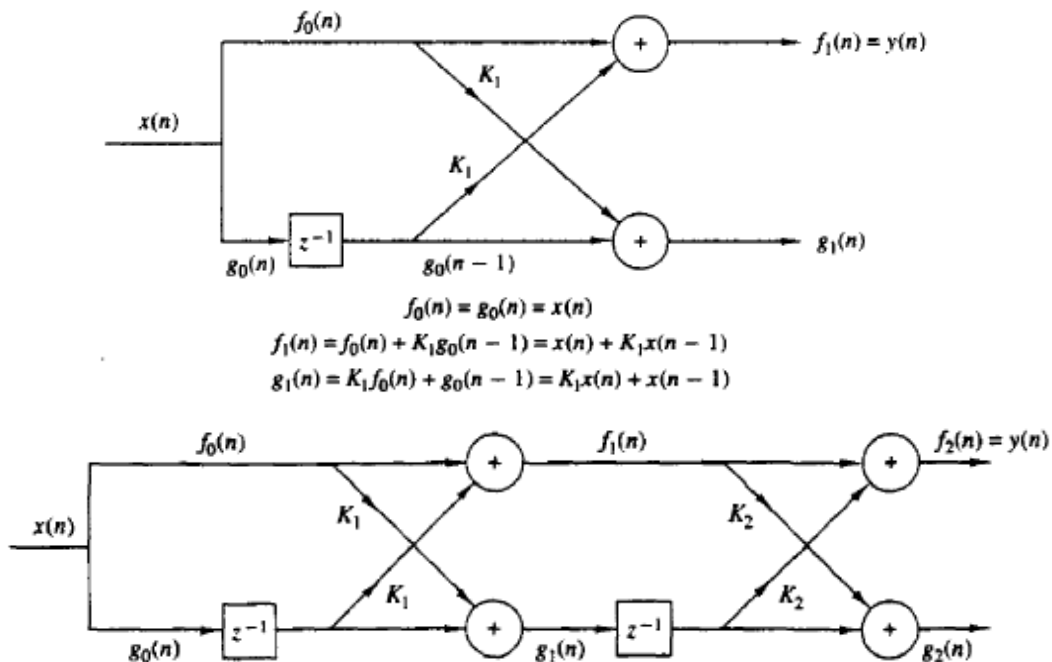 f₀(n)
+
f₁(n) = y(n)
K₁
x(n)
K₁
z⁻¹
+
g₁(n)
g₀(n)
g₀(n − 1)
f₀(n) = g₀(n) = x(n)
f₁(n) = f₀(n) + K₁g₀(n − 1) = x(n) + K₁x(n − 1)
g₁(n) = K₁f₀(n) + g₀(n − 1) = K₁x(n) + x(n − 1)
f₀(n)
f₁(n)
f₂(n) = y(n)
+
+
K₁
K₂
x(n)
K₁
K₂
z⁻¹
+
z⁻¹
+
g₀(n)
g₁(n)
g₂(n)